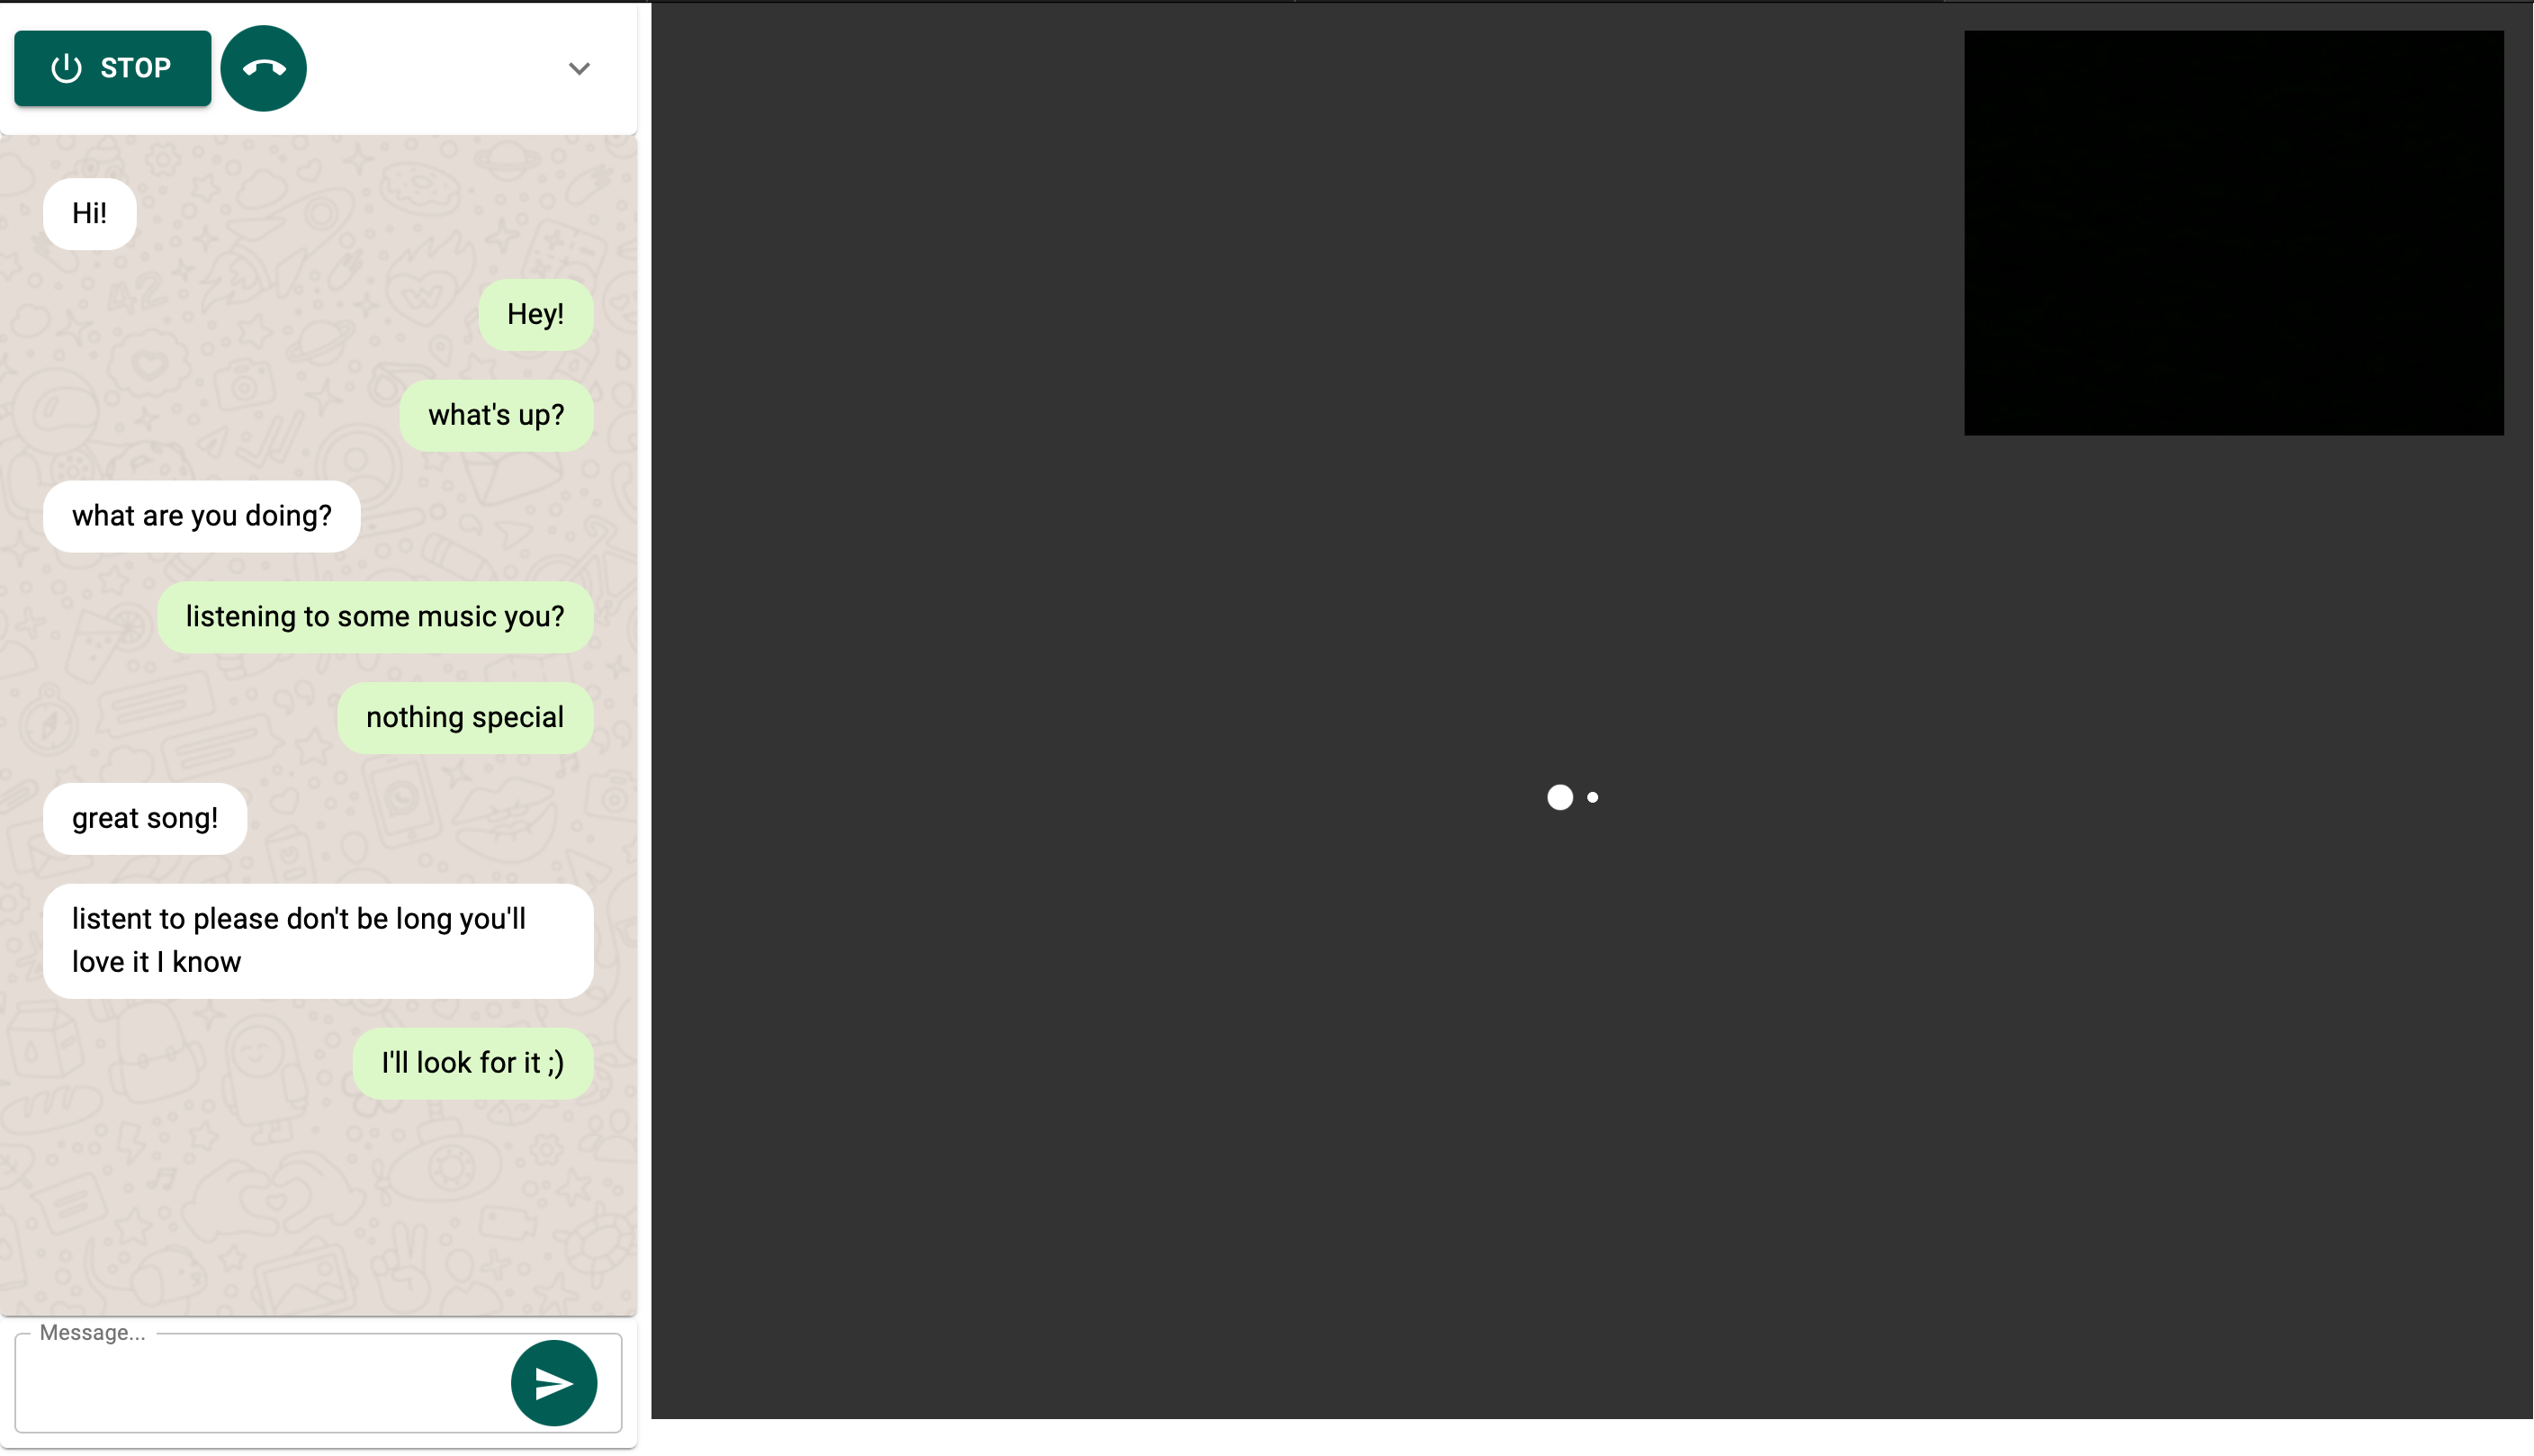 STOP
Hi!
Hey!
what's up?
what are you doing?
listening to some music you?
nothing special
great song!
listent to please don't be long you'll
love it I know
I'll look for it ;)
Message...